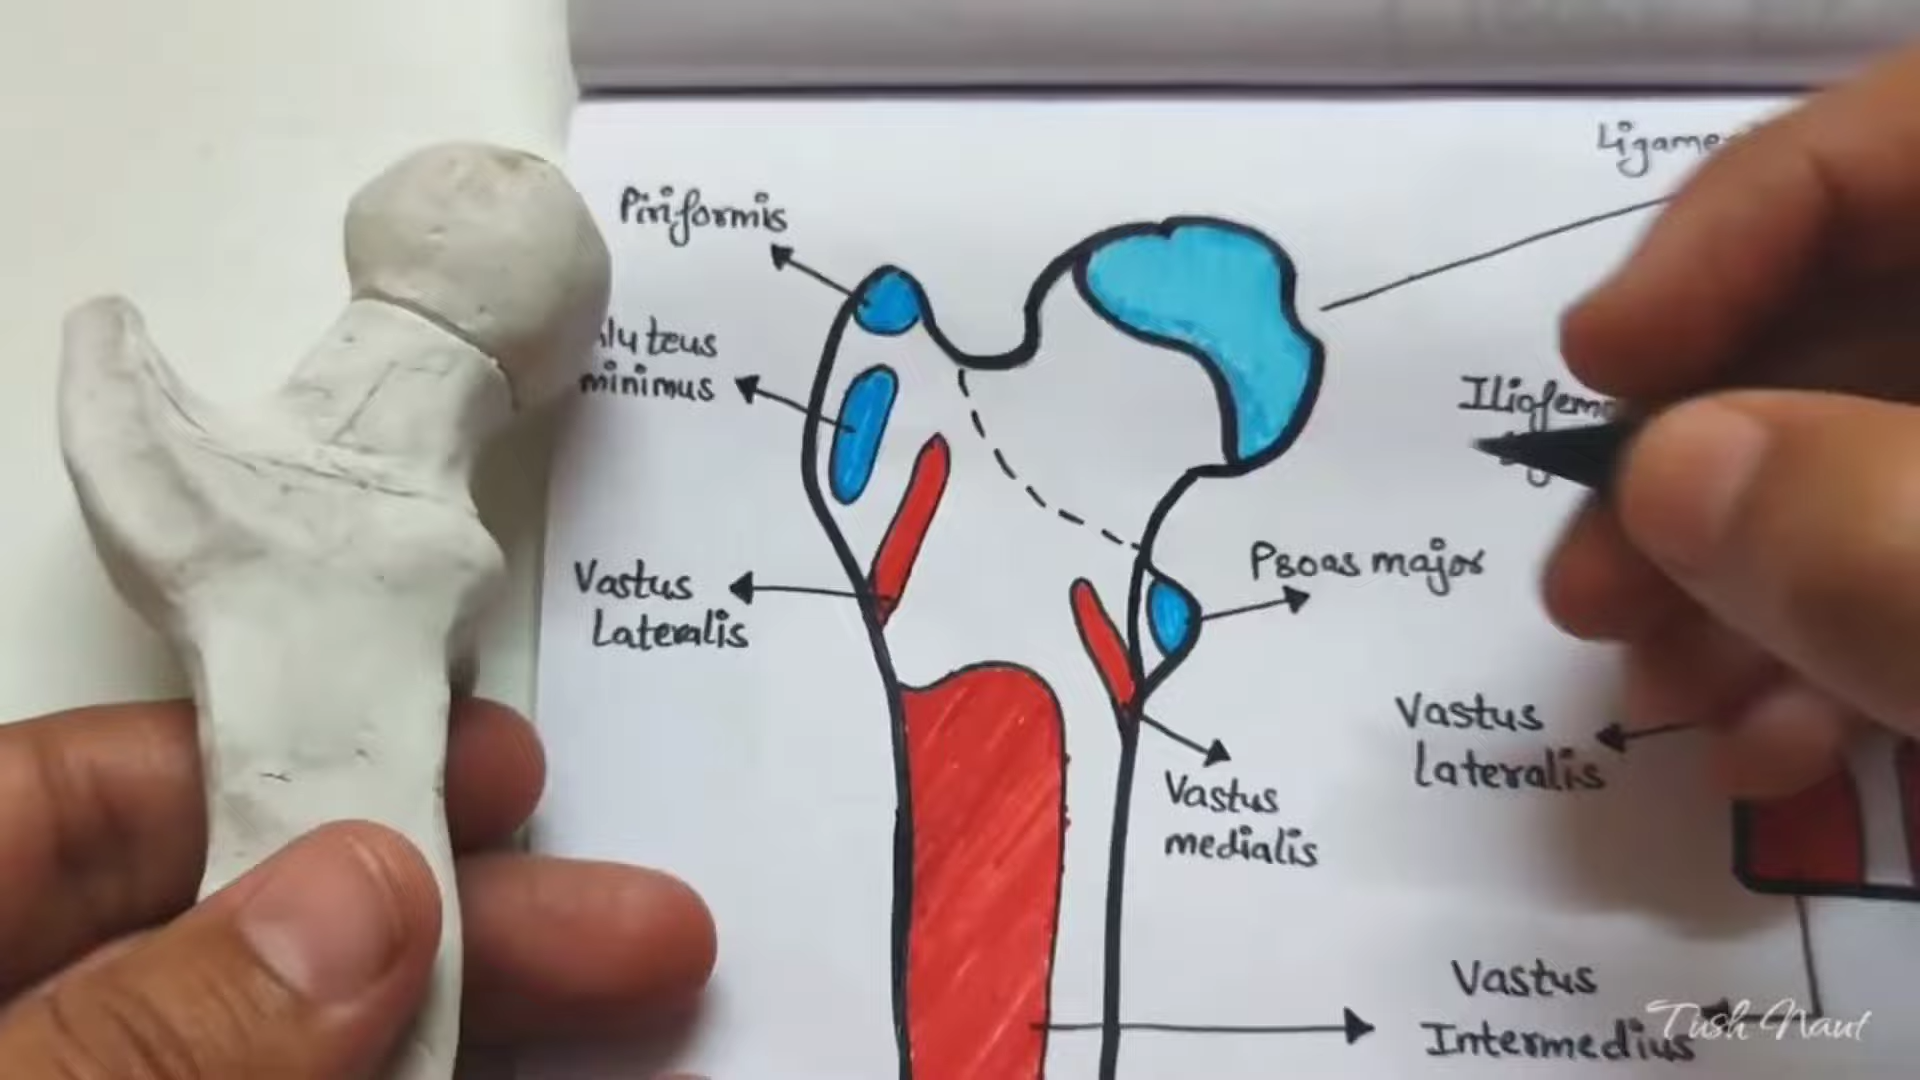 Piriformis
minimus
Vastus
Lateralis
Psoas major
Vastus
medialis
Vastus
lateralis
Vastus
Intermedius
Tush Naut